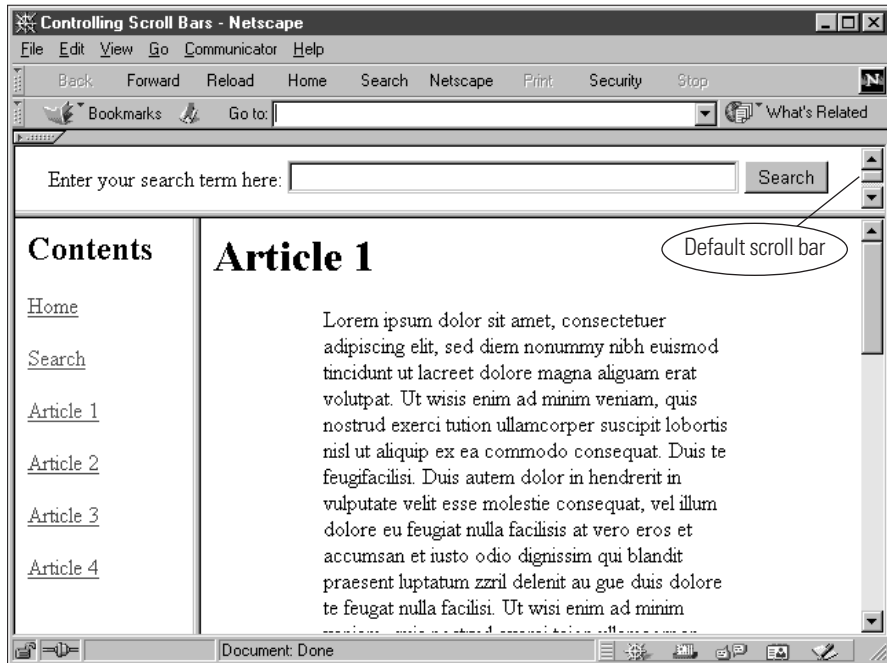 Controlling Scroll Bars - Netscape
File Edit View Go Communicator Help
Back Forward Reload Home Search Netscape Print Security Stop N
Bookmarks Go to: What's Related
Enter your search term here: Search
Default scroll bar
Contents
Home
Search
Article 1
Article 2
Article 3
Article 4
Article 1
Lorem ipsum dolor sit amet, consectetuer
adipiscing elit, sed diem nonummy nibh euismod
tincidunt ut lacreet dolore magna aliguam erat
volutpat. Ut wisis enim ad minim veniam, quis
nostrud exerci tution ullamcorper suscipit lobortis
nisl ut aliquip ex ea commodo consequat. Duis te
feugifacilisi. Duis autem dolor in hendrerit in
vulputate velit esse molestie consequat, vel illum
dolore eu feugiat nulla facilisis at vero eros et
accumsan et iusto odio dignissim qui blandit
praesent luptatum zzril delenit au gue duis dolore
te feugat nulla facilisi. Ut wisi enim ad minim
Document: Done